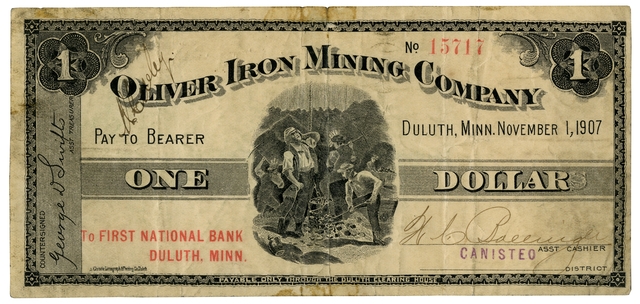 No 15717
1 1
OLIVER IRON MINING COMPANY
PAY TO BEARER
DULUTH, MINN. NOVEMBER 1, 1907
ONE DOLLARS
COUNTERSIGNED
George D Swift
ASST. TREASURER
To FIRST NATIONAL BANK
DULUTH, MINN.
ASST. CASHIER
CANISTEO
DISTRICT.
PAYABLE ONLY THROUGH THE DULUTH CLEARING HOUSE